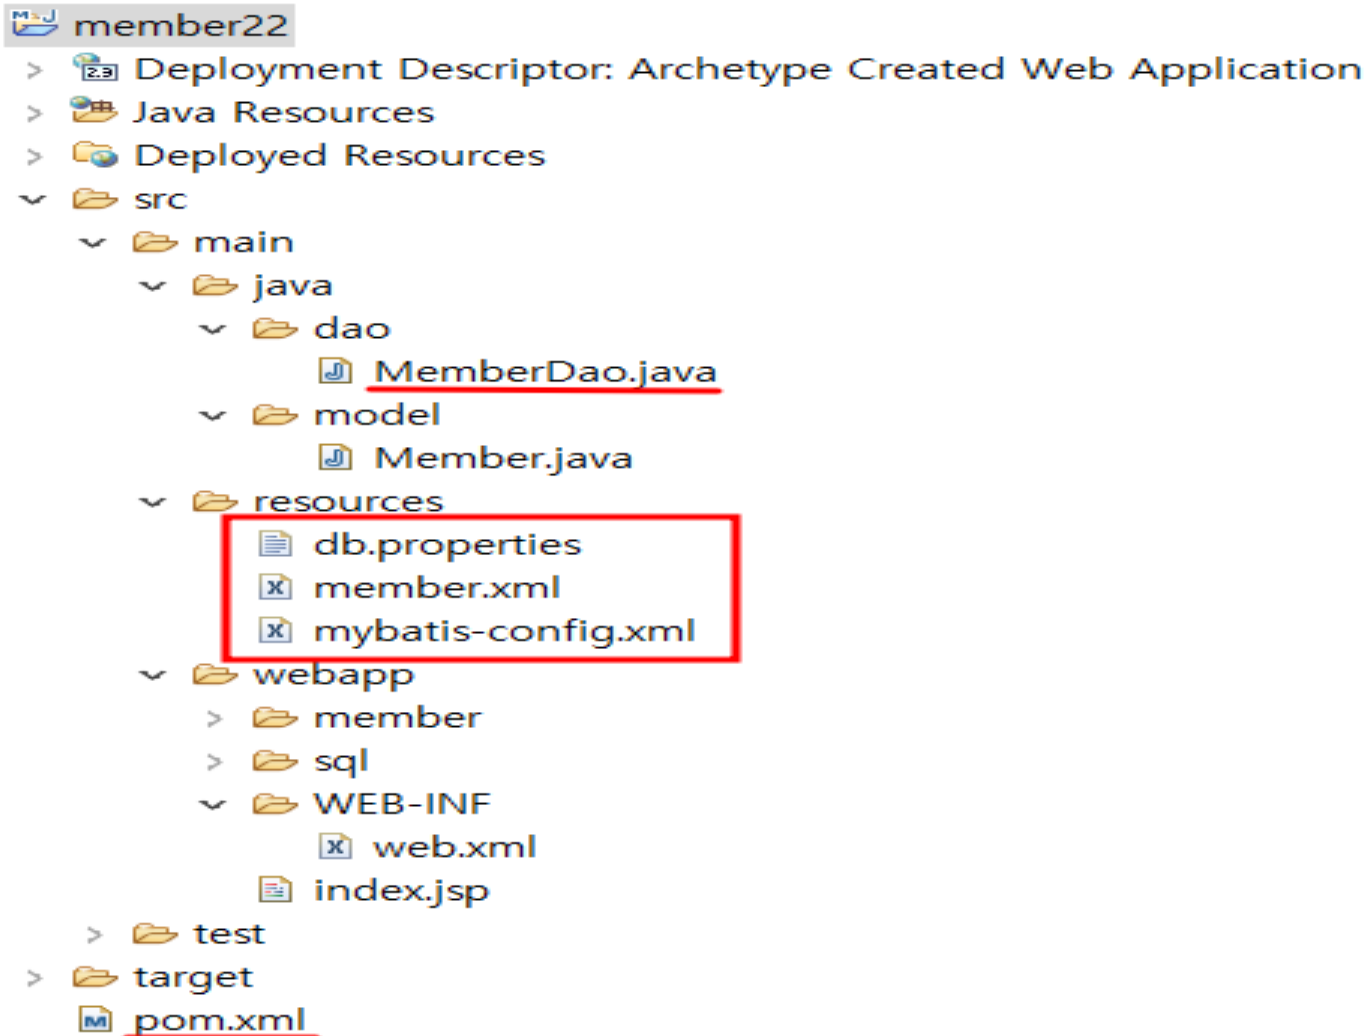 member22
Deployment Descriptor: Archetype Created Web Application
Java Resources
Deployed Resources
src
main
java
dao
MemberDao.java
model
Member.java
resources
db.properties
member.xml
mybatis-config.xml
webapp
member
sql
WEB-INF
web.xml
index.jsp
test
target
pom.xml